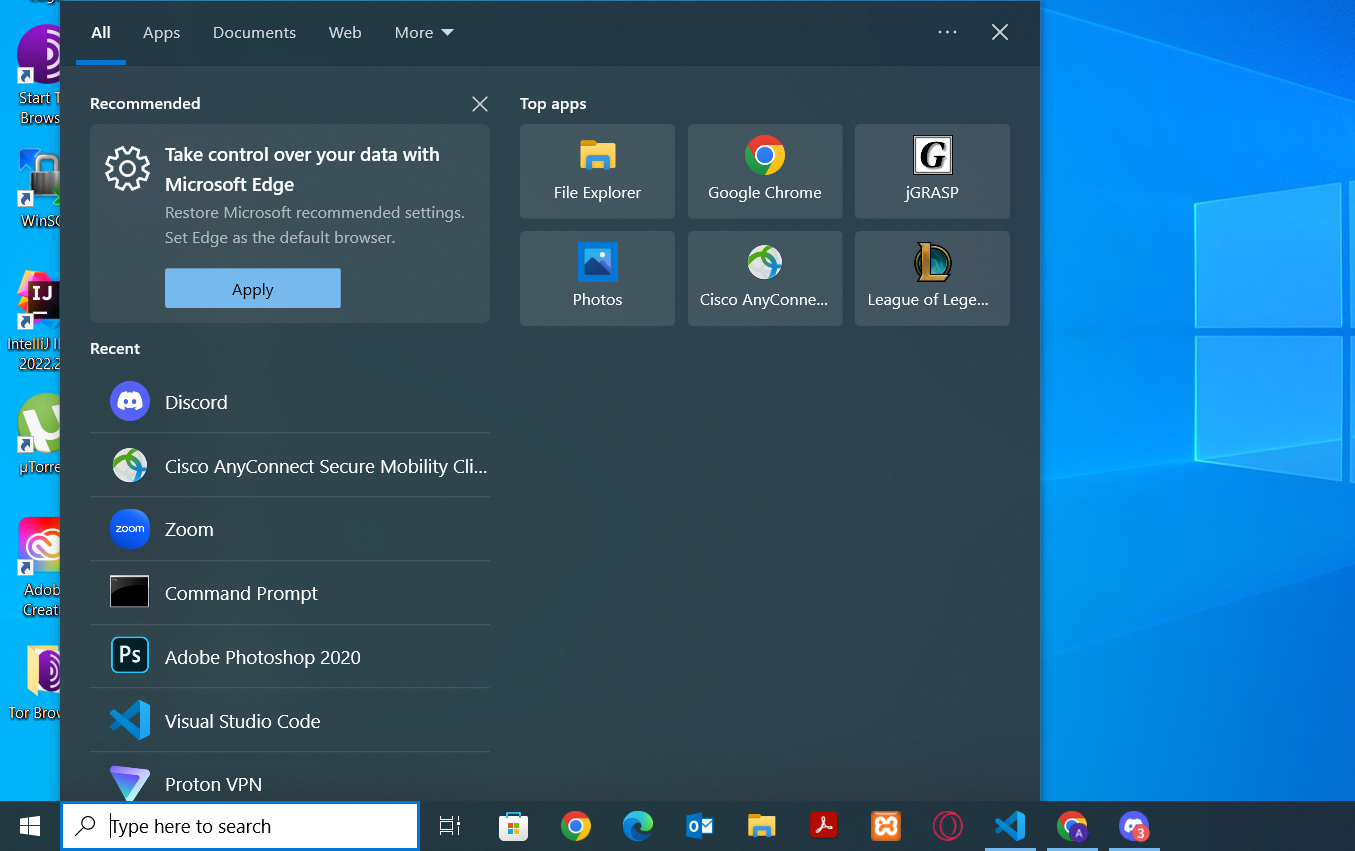 All Apps Documents Web More
Recommended
Take control over your data with
Microsoft Edge
Restore Microsoft recommended settings.
Set Edge as the default browser.
Apply
Top apps
File Explorer
Google Chrome
G
jGRASP
Photos
Cisco AnyConne...
L
League of Lege...
Recent
Discord
Cisco AnyConnect Secure Mobility Cli...
zoom
Zoom
Command Prompt
Ps
Adobe Photoshop 2020
Visual Studio Code
Proton VPN
Start T
Brows
WinSC
IJ
IntelliJ I
2022.2
µTorre
Adob
Creat
Tor Brow
Type here to search
A
3